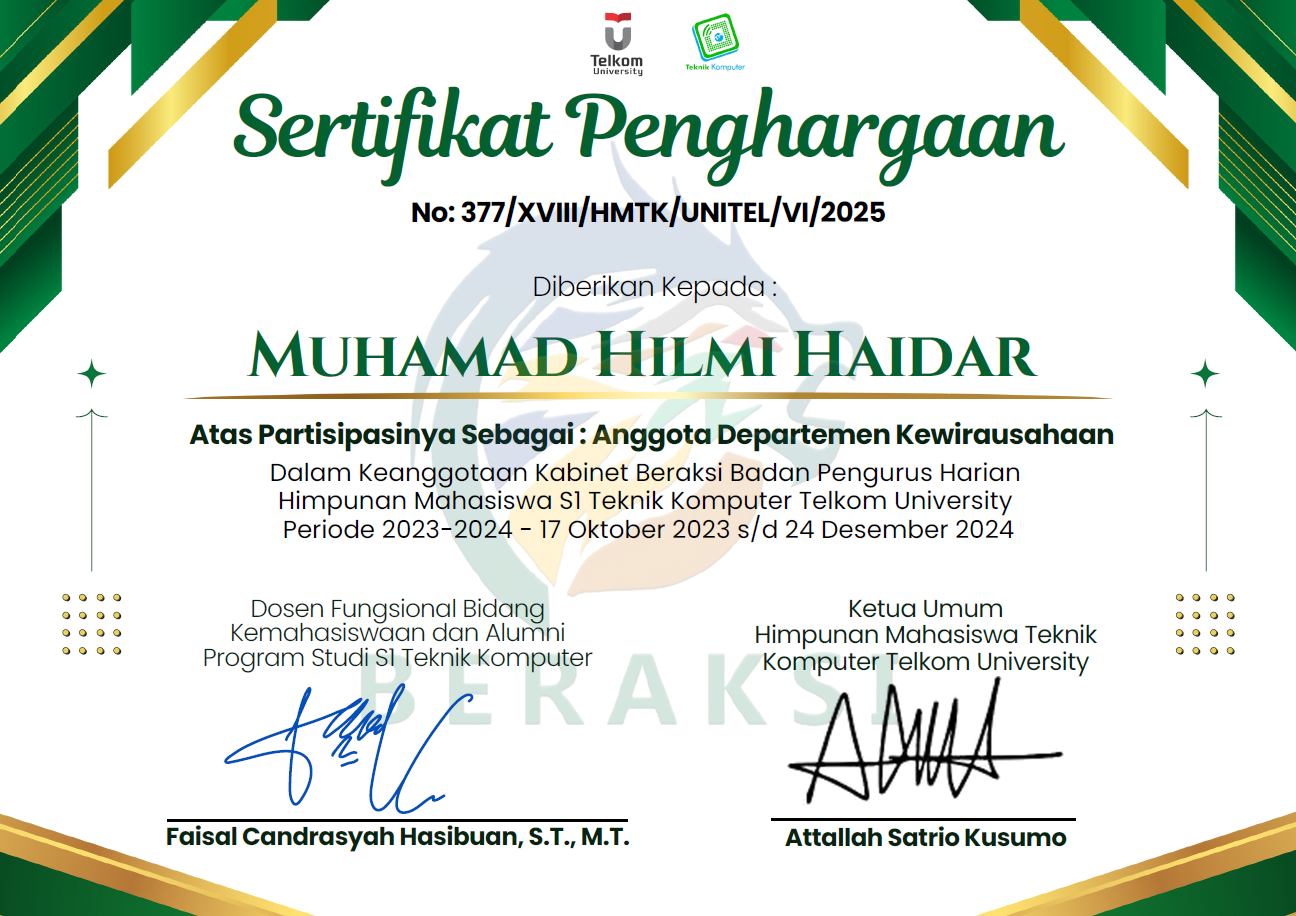 Telkom
University
Teknik Komputer
Sertifikat Penghargaan
No: 377/XVIII/HMTK/UNITEL/VI/2025
Diberikan Kepada :
MUHAMAD HILMI HAIDAR
Atas Partisipasinya Sebagai : Anggota Departemen Kewirausahaan
Dalam Keanggotaan Kabinet Beraksi Badan Pengurus Harian
Himpunan Mahasiswa S1 Teknik Komputer Telkom University
Periode 2023-2024 - 17 Oktober 2023 s/d 24 Desember 2024
Dosen Fungsional Bidang
Kemahasiswaan dan Alumni
Program Studi S1 Teknik Komputer
Ketua Umum
Himpunan Mahasiswa Teknik
Komputer Telkom University
BERAKSI
Faisal Candrasyah Hasibuan, S.T., M.T.
Attallah Satrio Kusumo